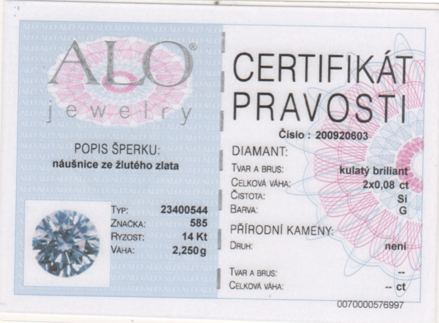 ALO®
jewelry
POPIS ŠPERKU:
náušnice ze žlutého zlata
TYP: 23400544
ZNAČKA: 585
RYZOST: 14 Kt
VÁHA: 2,250g
CERTIFIKÁT
PRAVOSTI
Číslo : 200920603
DIAMANT:
TVAR A BRUS: kulatý briliant
CELKOVÁ VÁHA: 2x0,08 ct
ČISTOTA: SI
BARVA: G
PŘÍRODNÍ KAMENY:
DRUH: není
TVAR A BRUS: --
CELKOVÁ VÁHA: -- ct
0070000576997